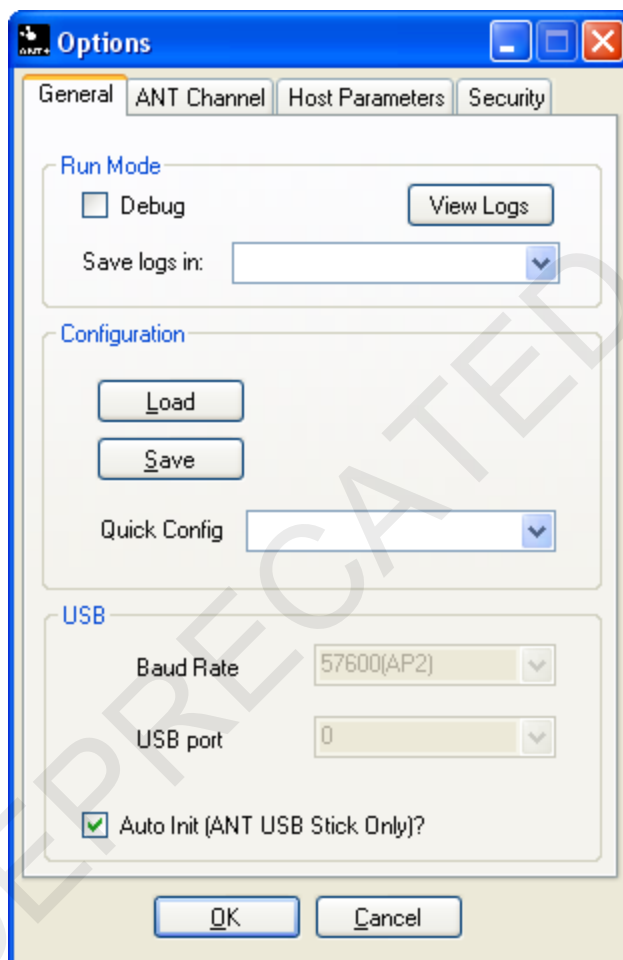 ANT+ Options
General ANT Channel Host Parameters Security
Run Mode
Debug View Logs
Save logs in:
Configuration
Load
Save
Quick Config
USB
Baud Rate 57600(AP2)
USB port 0
Auto Init (ANT USB Stick Only)?
OK Cancel
DEPRECATED